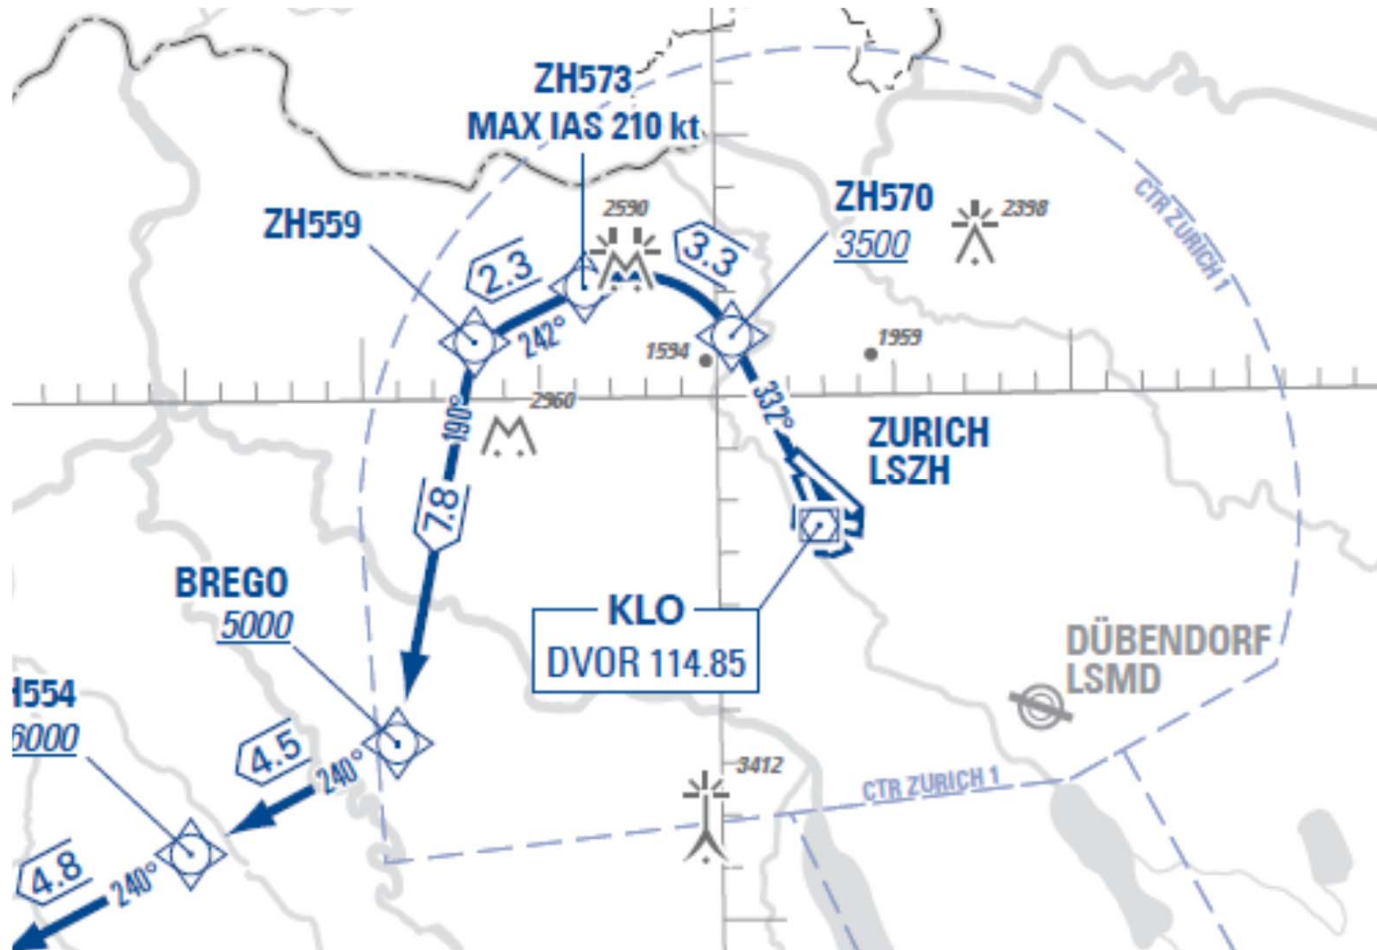 ZH573
MAX IAS 210 kt
ZH559
2590
ZH570
3500
2398
CTR ZURICH 1
2.3
3.3
242°
1594
1959
332°
2960
190°
ZURICH
LSZH
7.8
BREGO
5000
KLO
DVOR 114.85
DÜBENDORF
LSMD
H554
6000
4.5
240°
3412
CTR ZURICH 1
4.8
240°